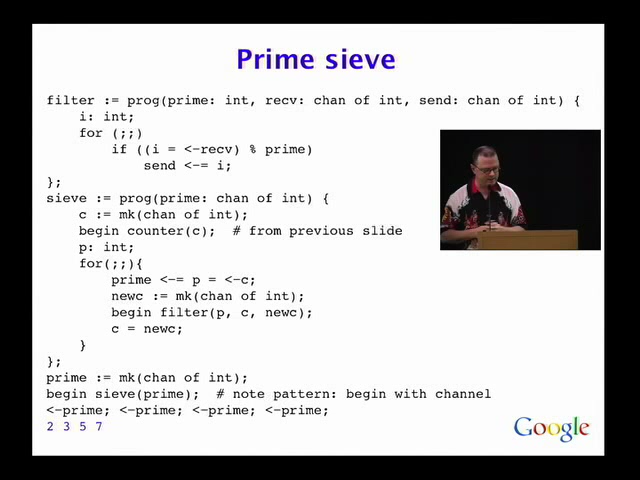 Prime sieve
filter := prog(prime: int, recv: chan of int, send: chan of int) {
i: int;
for (;;)
if ((i = <-recv) % prime)
send <-= i;
};
sieve := prog(prime: chan of int) {
c := mk(chan of int);
begin counter(c);  # from previous slide
p: int;
for(;;){
prime <-= p = <-c;
newc := mk(chan of int);
begin filter(p, c, newc);
c = newc;
}
};
prime := mk(chan of int);
begin sieve(prime);  # note pattern: begin with channel
<-prime; <-prime; <-prime; <-prime;
2 3 5 7
Google